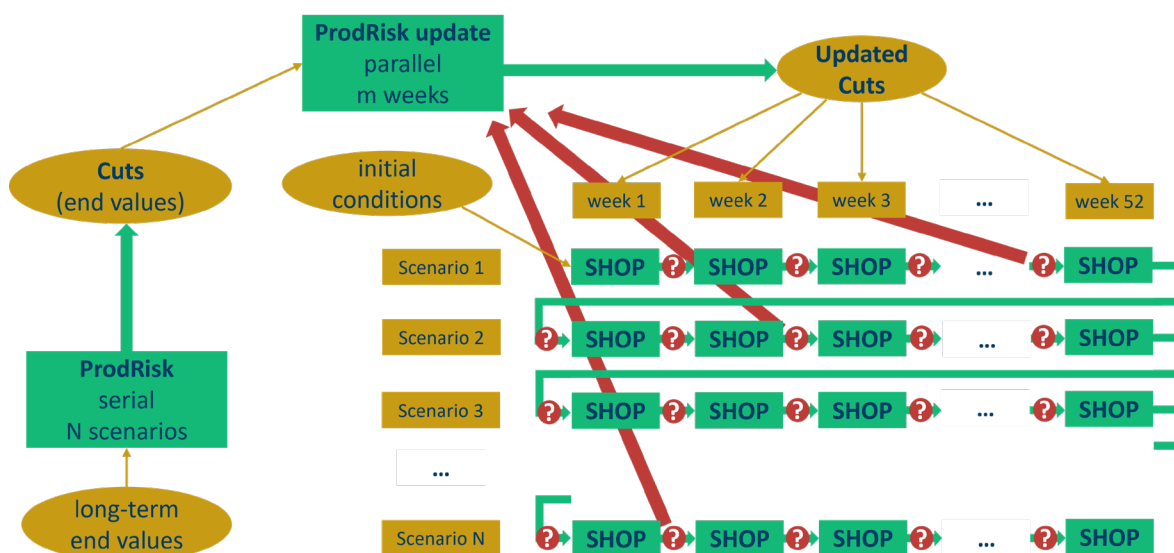 ProdRisk update
parallel
m weeks
Updated
Cuts
Cuts
(end values)
initial
conditions
week 1
week 2
week 3
...
week 52
Scenario 1
SHOP ? SHOP ? SHOP ? ... ? SHOP
Scenario 2
? SHOP ? SHOP ? SHOP ? ... ? SHOP
ProdRisk
serial
N scenarios
Scenario 3
? SHOP ? SHOP ? SHOP ? ... ? SHOP
...
long-term
end values
Scenario N
? SHOP ? SHOP ? SHOP ? ... ? SHOP